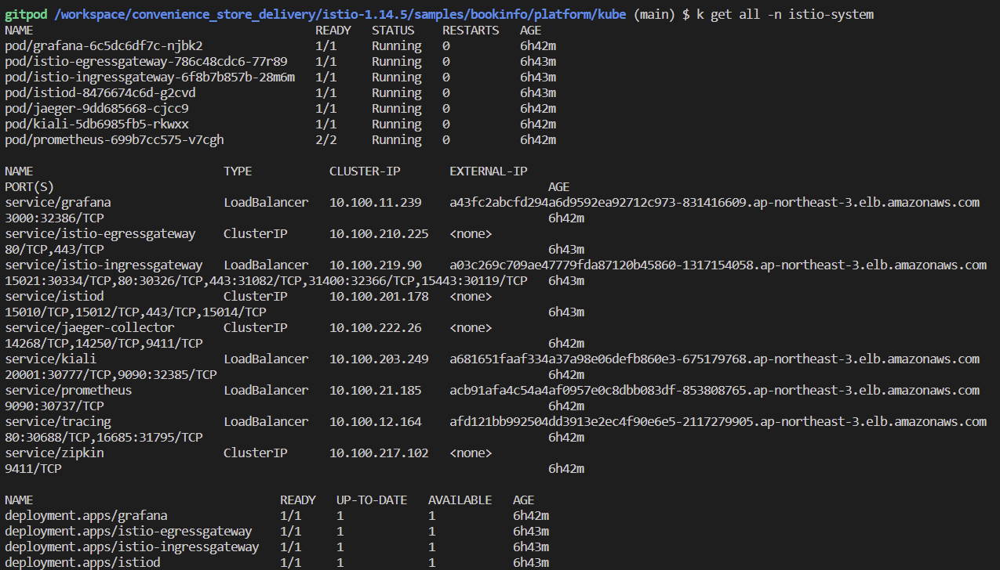 gitpod /workspace/convenience_store_delivery/istio-1.14.5/samples/bookinfo/platform/kube (main) $ k get all -n istio-system
NAME                                        READY   STATUS    RESTARTS   AGE
pod/grafana-6c5dc6df7c-njbk2                1/1     Running   0          6h42m
pod/istio-egressgateway-786c48cdc6-77r89    1/1     Running   0          6h43m
pod/istio-ingressgateway-6f8b7b857b-28m6m   1/1     Running   0          6h43m
pod/istiod-8476674c6d-g2cvd                 1/1     Running   0          6h43m
pod/jaeger-9dd685668-cjcc9                  1/1     Running   0          6h42m
pod/kiali-5db6985fb5-rkwxx                  1/1     Running   0          6h42m
pod/prometheus-699b7cc575-v7cgh             2/2     Running   0          6h42m
NAME                           TYPE           CLUSTER-IP       EXTERNAL-IP
PORT(S)                                                                      AGE
service/grafana                LoadBalancer   10.100.11.239    a43fc2abcfd294a6d9592ea92712c973-831416609.ap-northeast-3.elb.amazonaws.com
3000:32386/TCP                                                               6h42m
service/istio-egressgateway    ClusterIP      10.100.210.225   <none>
80/TCP,443/TCP                                                               6h43m
service/istio-ingressgateway   LoadBalancer   10.100.219.90    a03c269c709ae47779fda87120b45860-1317154058.ap-northeast-3.elb.amazonaws.com
15021:30334/TCP,80:30326/TCP,443:31082/TCP,31400:32366/TCP,15443:30119/TCP   6h43m
service/istiod                 ClusterIP      10.100.201.178   <none>
15010/TCP,15012/TCP,443/TCP,15014/TCP                                        6h43m
service/jaeger-collector       ClusterIP      10.100.222.26    <none>
14268/TCP,14250/TCP,9411/TCP                                                 6h42m
service/kiali                  LoadBalancer   10.100.203.249   a681651faaf334a37a98e06defb860e3-675179768.ap-northeast-3.elb.amazonaws.com
20001:30777/TCP,9090:32385/TCP                                               6h42m
service/prometheus             LoadBalancer   10.100.21.185    acb91afa4c54a4af0957e0c8dbb083df-853808765.ap-northeast-3.elb.amazonaws.com
9090:30737/TCP                                                               6h42m
service/tracing                LoadBalancer   10.100.12.164    afd121bb992504dd3913e2ec4f90e6e5-2117279905.ap-northeast-3.elb.amazonaws.com
80:30688/TCP,16685:31795/TCP                                                 6h42m
service/zipkin                 ClusterIP      10.100.217.102   <none>
9411/TCP                                                                     6h42m
NAME                                   READY   UP-TO-DATE   AVAILABLE   AGE
deployment.apps/grafana                1/1     1            1           6h42m
deployment.apps/istio-egressgateway    1/1     1            1           6h43m
deployment.apps/istio-ingressgateway   1/1     1            1           6h43m
deployment.apps/istiod                 1/1     1            1           6h43m